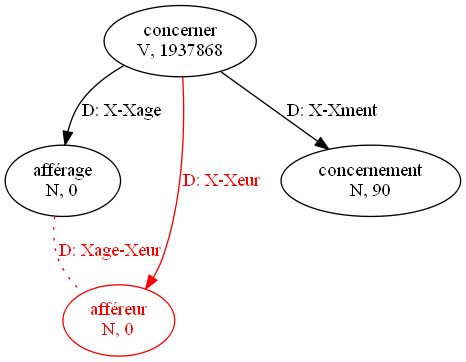 concerner
V, 1937868
D: X-Xage
D: X-Xment
D: X-Xeur
afférage
N, 0
concernement
N, 90
D: Xage-Xeur
afféreur
N, 0